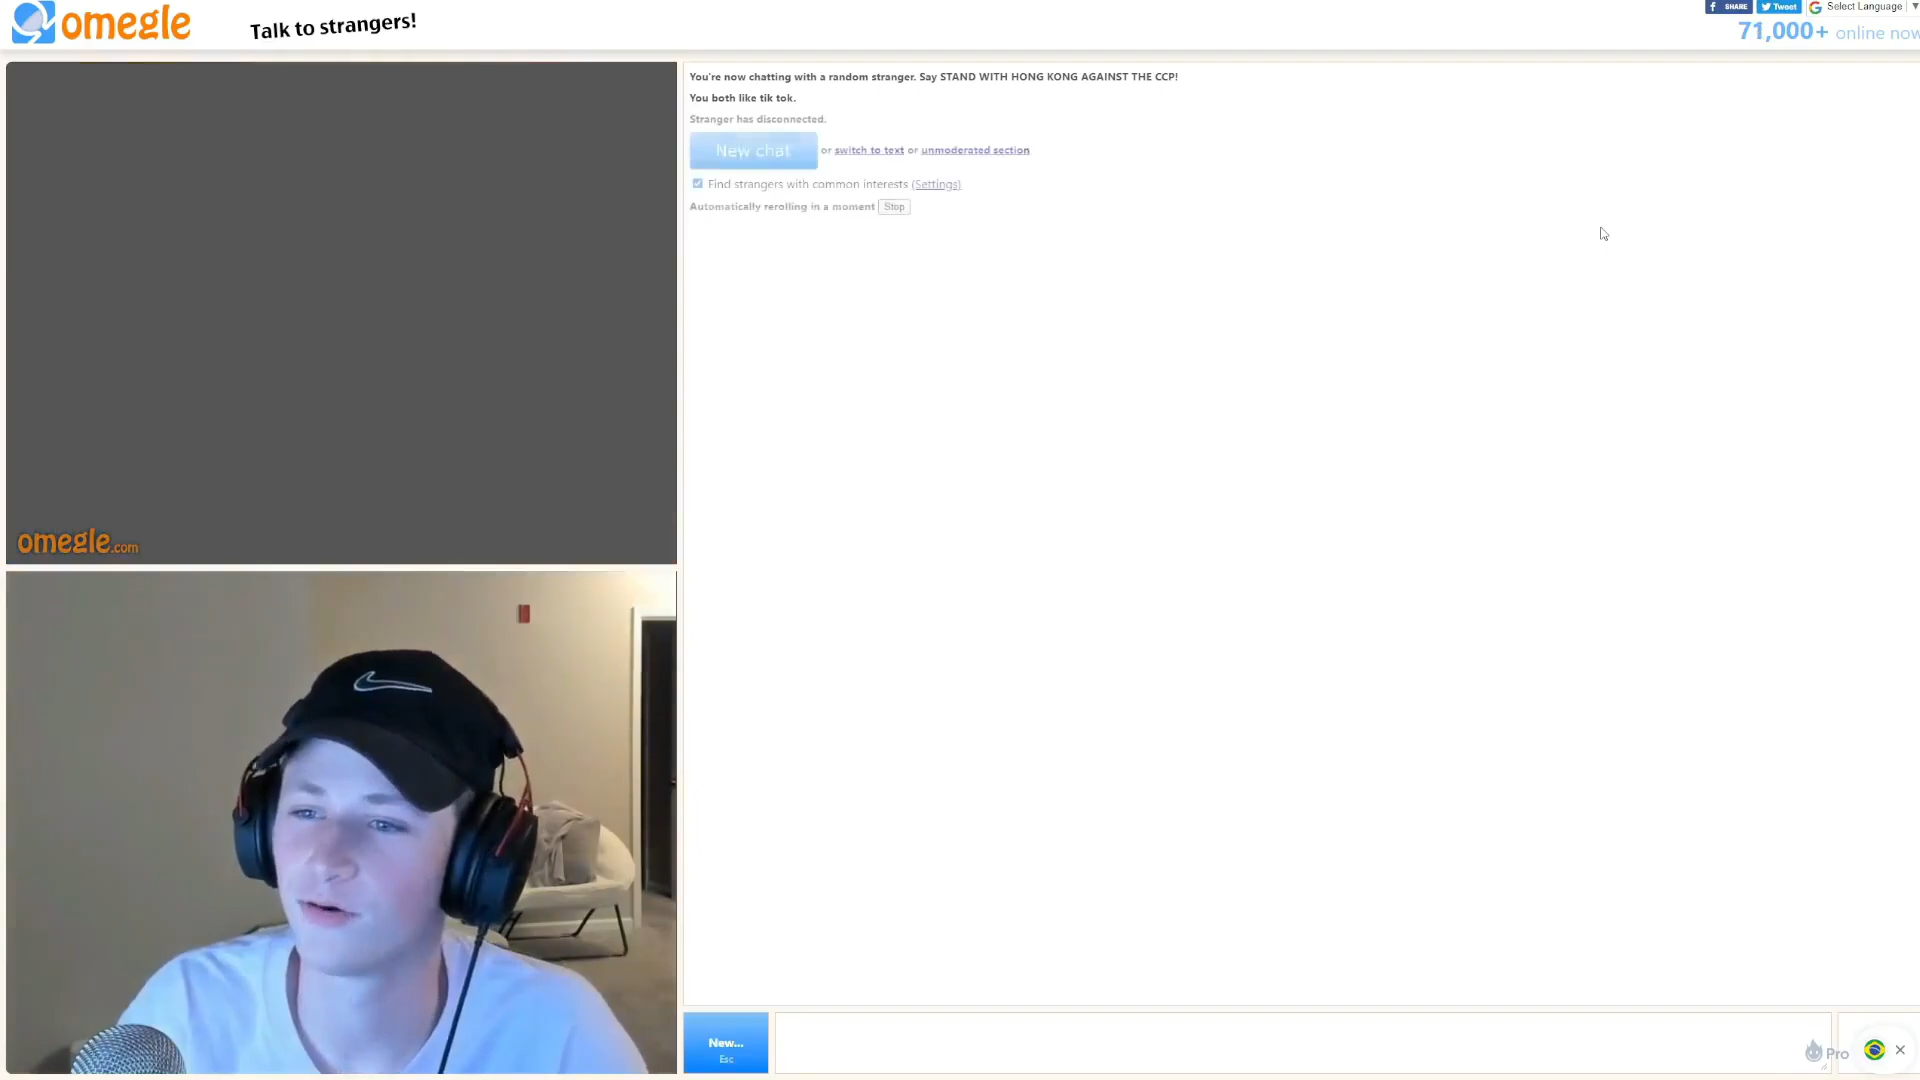 omegle
Talk to strangers!
SHARE
Tweet
Select Language
71,000+ online now
You're now chatting with a random stranger. Say STAND WITH HONG KONG AGAINST THE CCP!
You both like tik tok.
Stranger has disconnected.
New chat or switch to text or unmoderated section
Find strangers with common interests (Settings)
Automatically rerolling in a moment Stop
omegle.com
New...
Esc
Pro